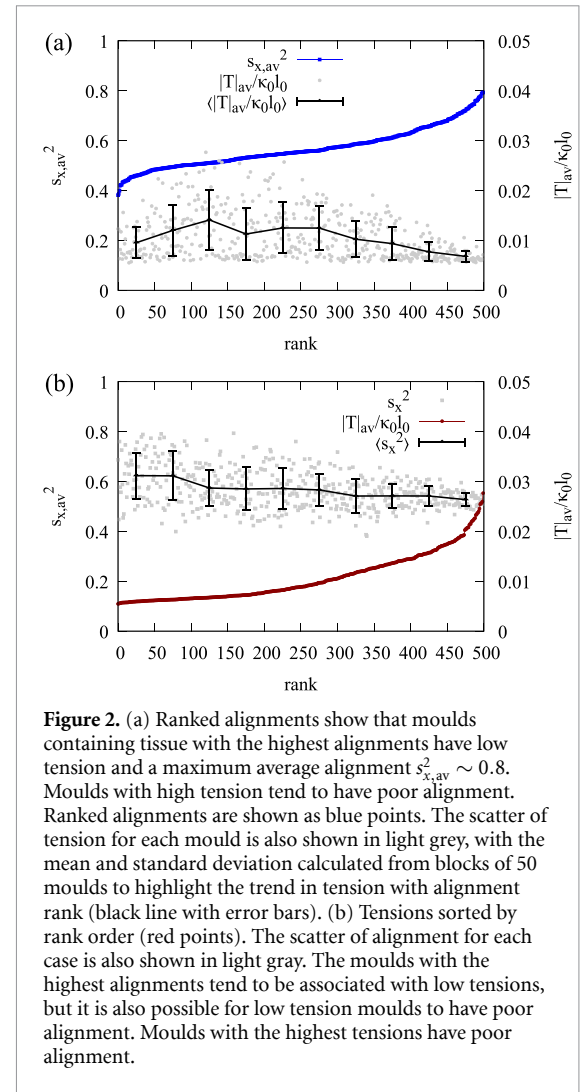 (a)
1
0.8
0.6
0.4
0.2
0
s_{x,av}^2
0.05
0.04
0.03
0.02
0.01
0
|T|_{av}/κ_0l_0
s_{x,av}^2
|T|_{av}/κ_0l_0
⟨|T|_{av}/κ_0l_0⟩
0 50 100 150 200 250 300 350 400 450 500
rank
(b)
1
0.8
0.6
0.4
0.2
0
s_{x,av}^2
0.05
0.04
0.03
0.02
0.01
0
|T|_{av}/κ_0l_0
s_x^2
|T|_{av}/κ_0l_0
⟨s_x^2⟩
0 50 100 150 200 250 300 350 400 450 500
rank
Figure 2. (a) Ranked alignments show that moulds
containing tissue with the highest alignments have low
tension and a maximum average alignment s_{x,av}^2 ∼ 0.8.
Moulds with high tension tend to have poor alignment.
Ranked alignments are shown as blue points. The scatter of
tension for each mould is also shown in light grey, with the
mean and standard deviation calculated from blocks of 50
moulds to highlight the trend in tension with alignment
rank (black line with error bars). (b) Tensions sorted by
rank order (red points). The scatter of alignment for each
case is also shown in light gray. The moulds with the
highest alignments tend to be associated with low tensions,
but it is also possible for low tension moulds to have poor
alignment. Moulds with the highest tensions have poor
alignment.